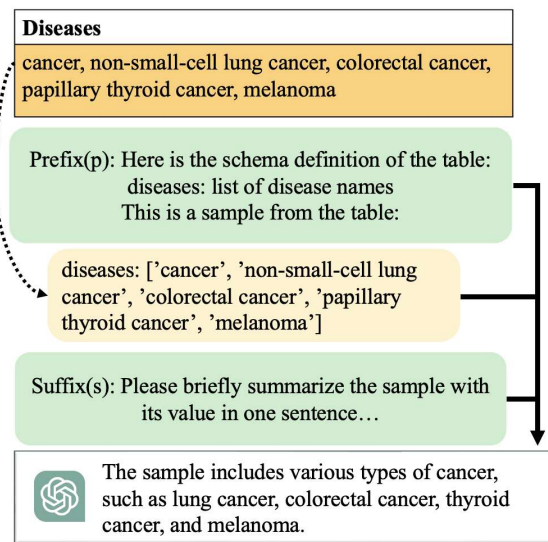 Diseases
cancer, non-small-cell lung cancer, colorectal cancer,
papillary thyroid cancer, melanoma
Prefix(p): Here is the schema definition of the table:
diseases: list of disease names
This is a sample from the table:
diseases: [’cancer’, ’non-small-cell lung
cancer’, ’colorectal cancer’, ’papillary
thyroid cancer’, ’melanoma’]
Suffix(s): Please briefly summarize the sample with
its value in one sentence…
The sample includes various types of cancer,
such as lung cancer, colorectal cancer, thyroid
cancer, and melanoma.